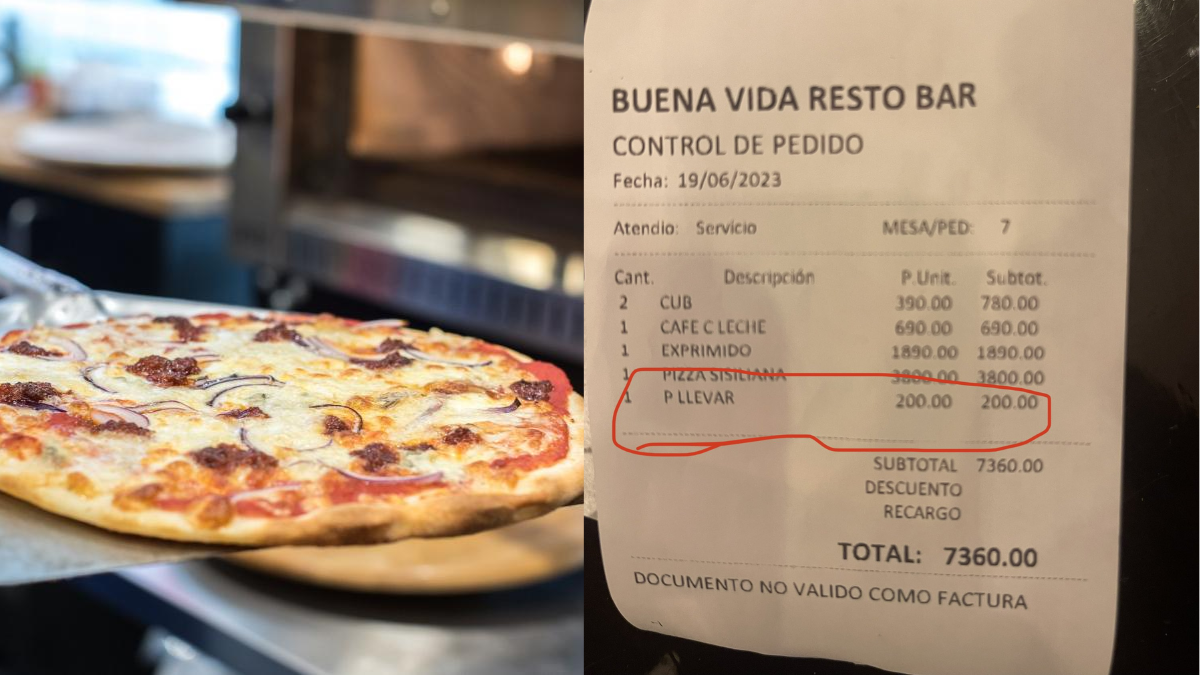 BUENA VIDA RESTO BAR
CONTROL DE PEDIDO
Fecha: 19/06/2023
Atendio: Servicio MESA/PED: 7
Cant. Descripción P.Unit. Subtot.
2 CUB 390.00 780.00
1 CAFE C LECHE 690.00 690.00
1 EXPRIMIDO 1890.00 1890.00
1 PIZZA SISILIANA 3800.00 3800.00
1 P LLEVAR 200.00 200.00
SUBTOTAL 7360.00
DESCUENTO
RECARGO
TOTAL: 7360.00
DOCUMENTO NO VALIDO COMO FACTURA